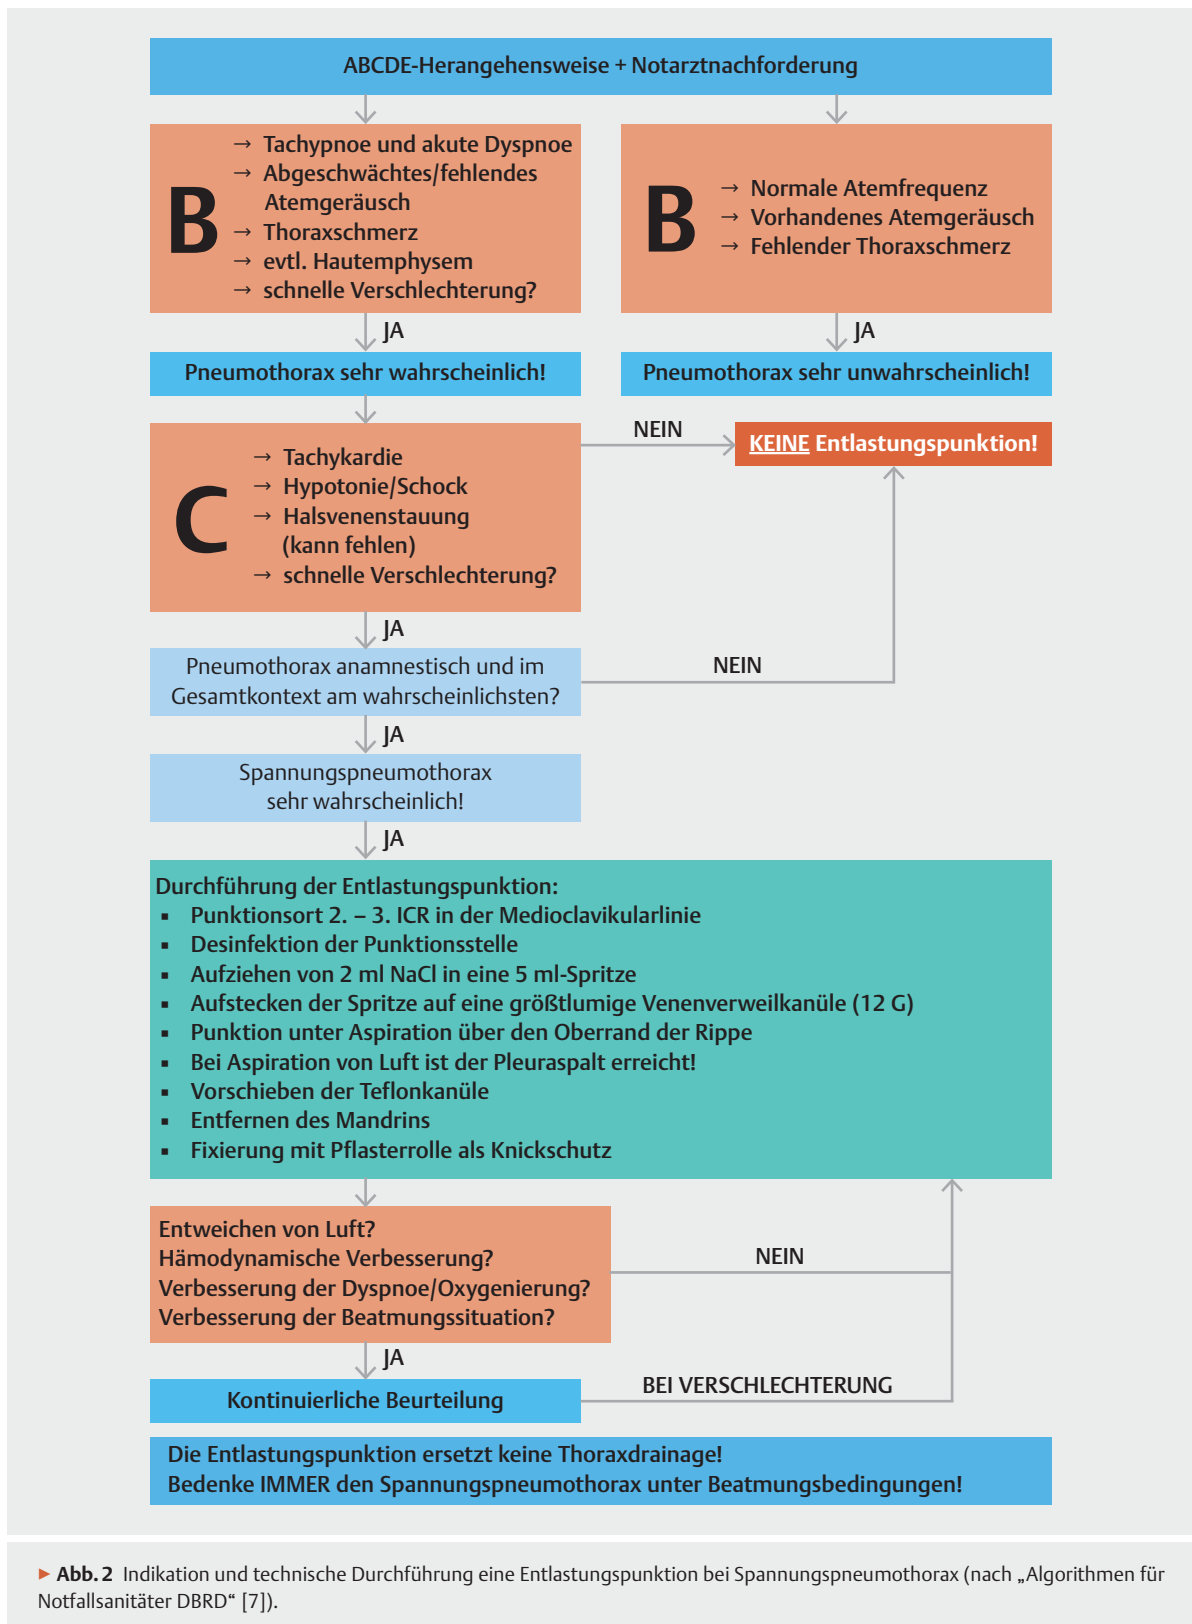 ABCDE-Herangehensweise + Notarztnachforderung
B
→ Tachypnoe und akute Dyspnoe
→ Abgeschwächtes/fehlendes
Atemgeräusch
→ Thoraxschmerz
→ evtl. Hautemphysem
→ schnelle Verschlechterung?
B
→ Normale Atemfrequenz
→ Vorhandenes Atemgeräusch
→ Fehlender Thoraxschmerz
JA
JA
Pneumothorax sehr wahrscheinlich!
Pneumothorax sehr unwahrscheinlich!
C
→ Tachykardie
→ Hypotonie/Schock
→ Halsvenenstauung
(kann fehlen)
→ schnelle Verschlechterung?
NEIN
KEINE Entlastungspunktion!
JA
Pneumothorax anamnestisch und im
Gesamtkontext am wahrscheinlichsten?
NEIN
JA
Spannungspneumothorax
sehr wahrscheinlich!
JA
Durchführung der Entlastungspunktion:
▪ Punktionsort 2. – 3. ICR in der Medioclavikularlinie
▪ Desinfektion der Punktionsstelle
▪ Aufziehen von 2 ml NaCl in eine 5 ml-Spritze
▪ Aufstecken der Spritze auf eine größtlumige Venenverweilkanüle (12 G)
▪ Punktion unter Aspiration über den Oberrand der Rippe
▪ Bei Aspiration von Luft ist der Pleuraspalt erreicht!
▪ Vorschieben der Teflonkanüle
▪ Entfernen des Mandrins
▪ Fixierung mit Pflasterrolle als Knickschutz
Entweichen von Luft?
Hämodynamische Verbesserung?
Verbesserung der Dyspnoe/Oxygenierung?
Verbesserung der Beatmungssituation?
NEIN
JA
Kontinuierliche Beurteilung
BEI VERSCHLECHTERUNG
Die Entlastungspunktion ersetzt keine Thoraxdrainage!
Bedenke IMMER den Spannungspneumothorax unter Beatmungsbedingungen!
▶ Abb. 2 Indikation und technische Durchführung eine Entlastungspunktion bei Spannungspneumothorax (nach „Algorithmen für
Notfallsanitäter DBRD“ [7]).